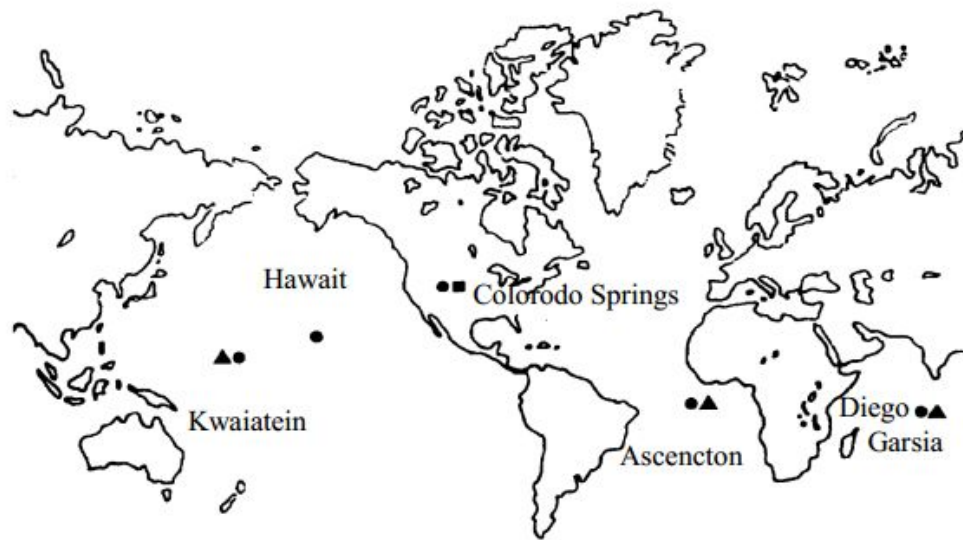 Hawait
Colorodo Springs
Kwaiatein
Ascencton
Diego
Garsia